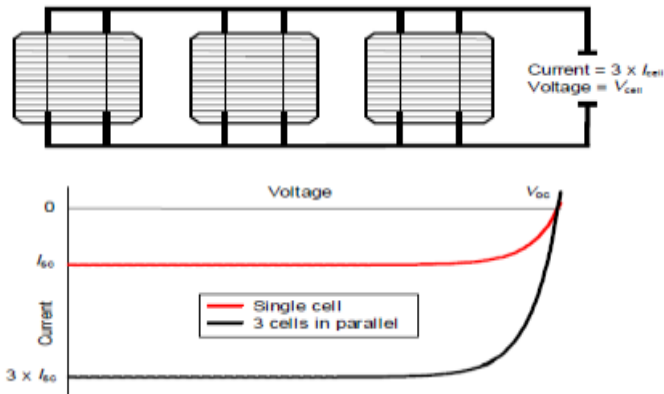 Current = 3 × Icell
Voltage = Vcell
Voltage
Voc
0
Isc
Current
Single cell
3 cells in parallel
3 × Isc